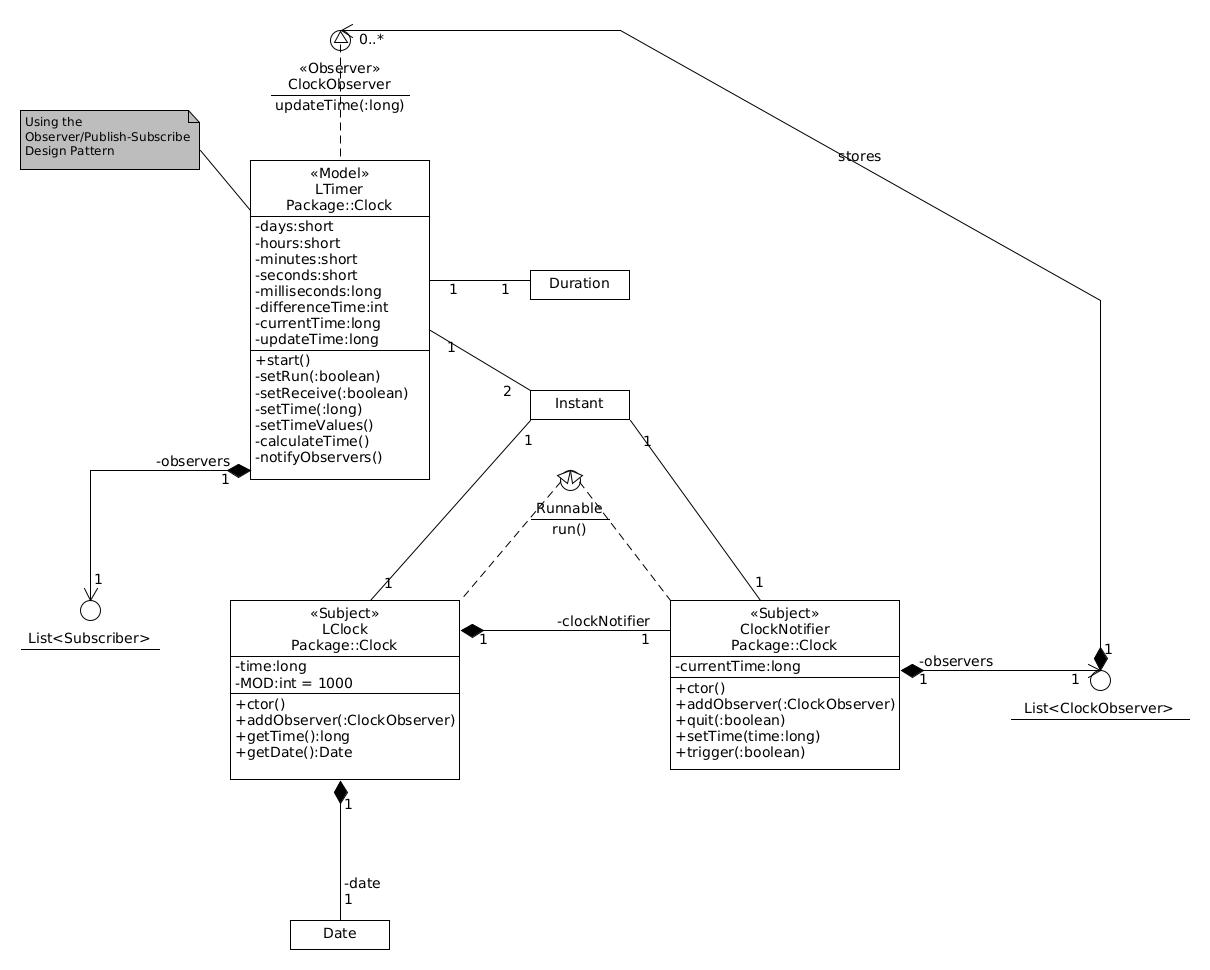 0..*
«Observer»
ClockObserver
updateTime(:long)
Using the
Observer/Publish-Subscribe
Design Pattern
stores
«Model»
LTimer
Package::Clock
-days:short
-hours:short
-minutes:short
-seconds:short
-milliseconds:long
-differenceTime:int
-currentTime:long
-updateTime:long
+start()
-setRun(:boolean)
-setReceive(:boolean)
-setTime(:long)
-setTimeValues()
-calculateTime()
-notifyObservers()
1
1
Duration
1
2
Instant
1
1
-observers
1
1
List<Subscriber>
Runnable
run()
1
1
«Subject»
LClock
Package::Clock
-time:long
-MOD:int = 1000
+ctor()
+addObserver(:ClockObserver)
+getTime():long
+getDate():Date
-clockNotifier
1
1
«Subject»
ClockNotifier
Package::Clock
-currentTime:long
+ctor()
+addObserver(:ClockObserver)
+quit(:boolean)
+setTime(time:long)
+trigger(:boolean)
-observers
1
1
1
List<ClockObserver>
1
-date
1
Date